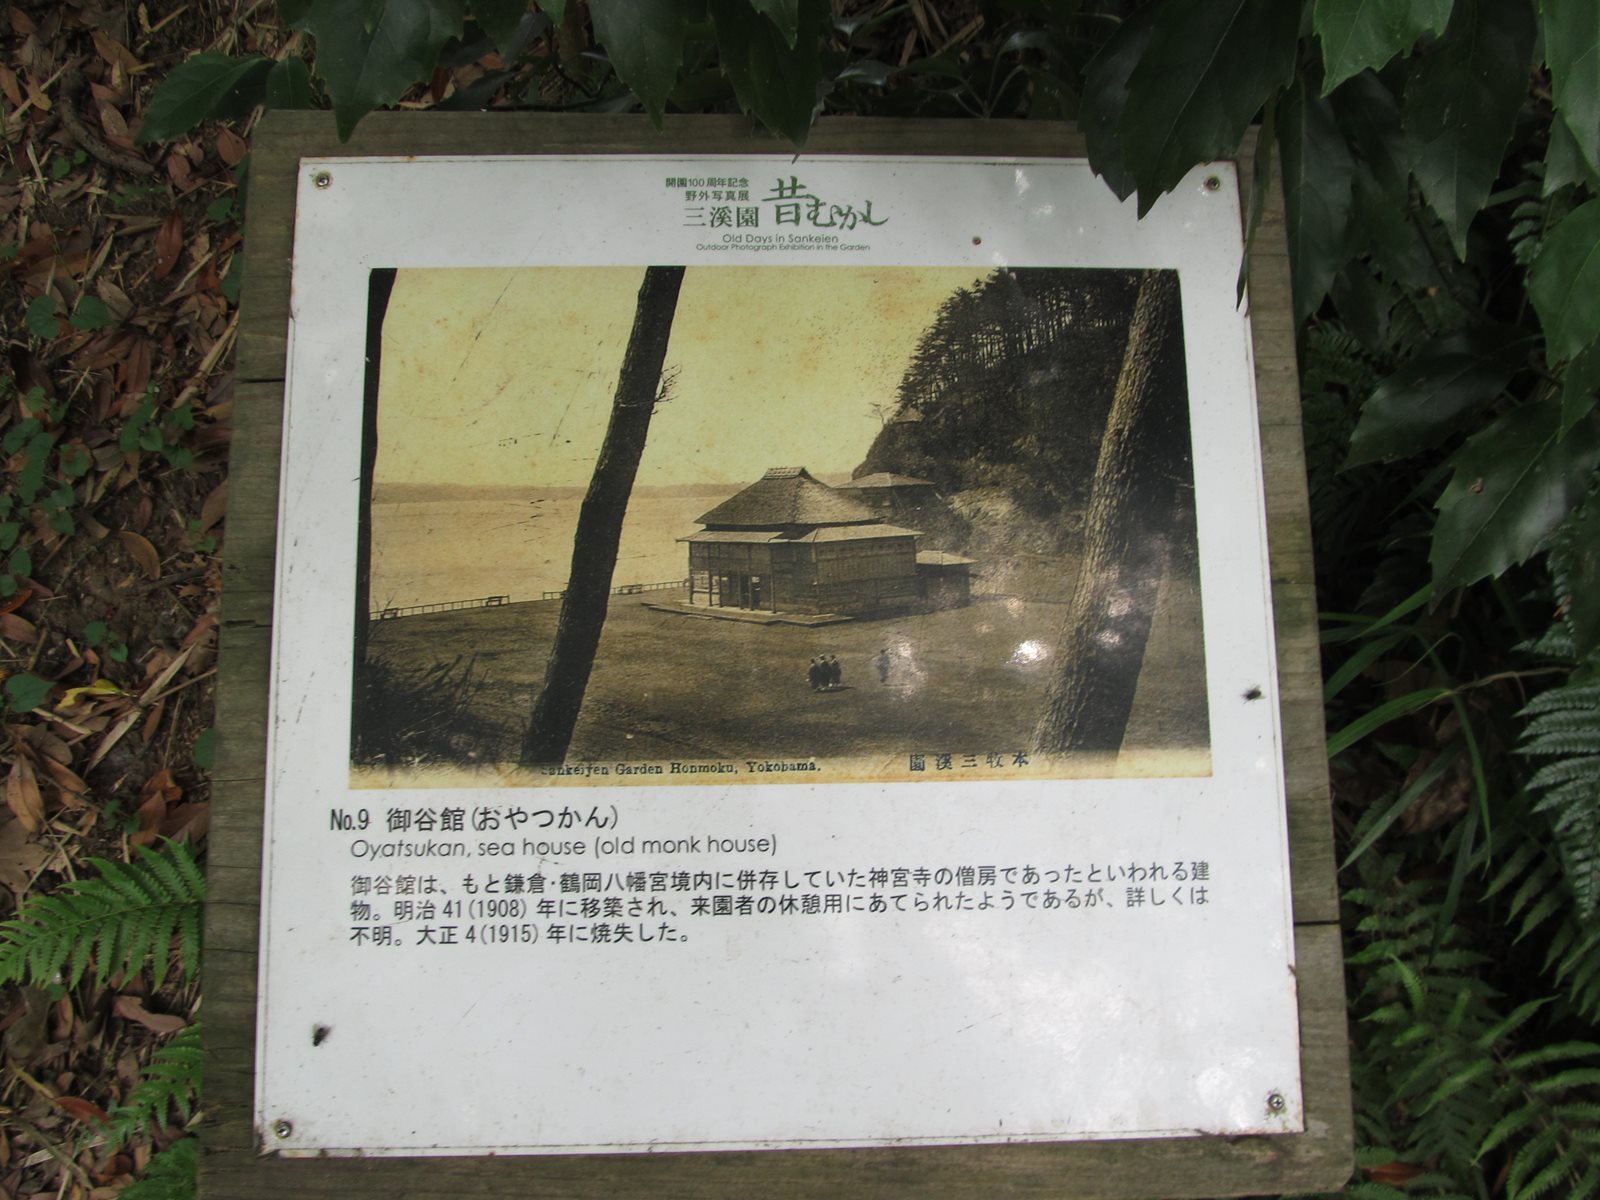 開園100周年記念
野外写真展
三溪園 昔むかし
Old Days in Sankeien
Outdoor Photograph Exhibition in the Garden
Sankeiyen Garden Honmoku, Yokohama.
園溪三牧本
No.9 御谷館(おやつかん)
Oyatsukan, sea house (old monk house)
御谷館は、もと鎌倉・鶴岡八幡宮境内に併存していた神宮寺の僧房であったといわれる建
物。明治41(1908)年に移築され、来園者の休憩用にあてられたようであるが、詳しくは
不明。大正4(1915)年に焼失した。